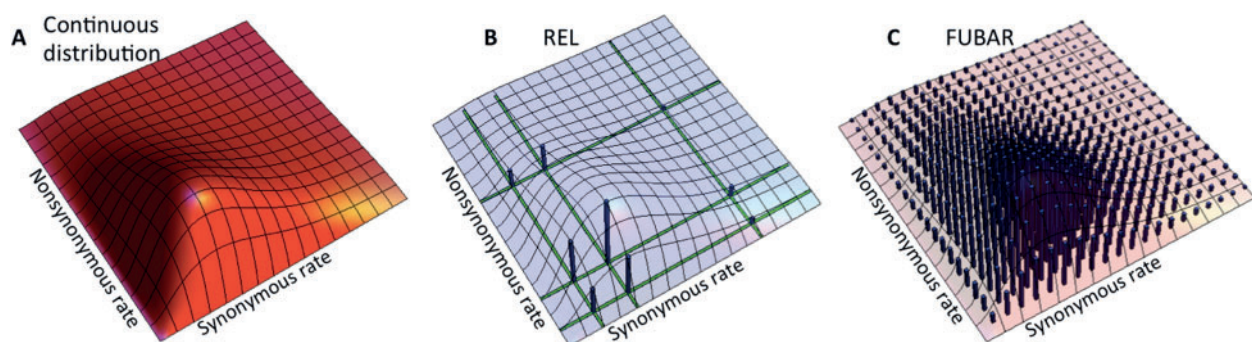 A Continuous
distribution
Nonsynonymous rate
Synonymous rate
B REL
Nonsynonymous rate
Synonymous rate
C FUBAR
Nonsynonymous rate
Synonymous rate